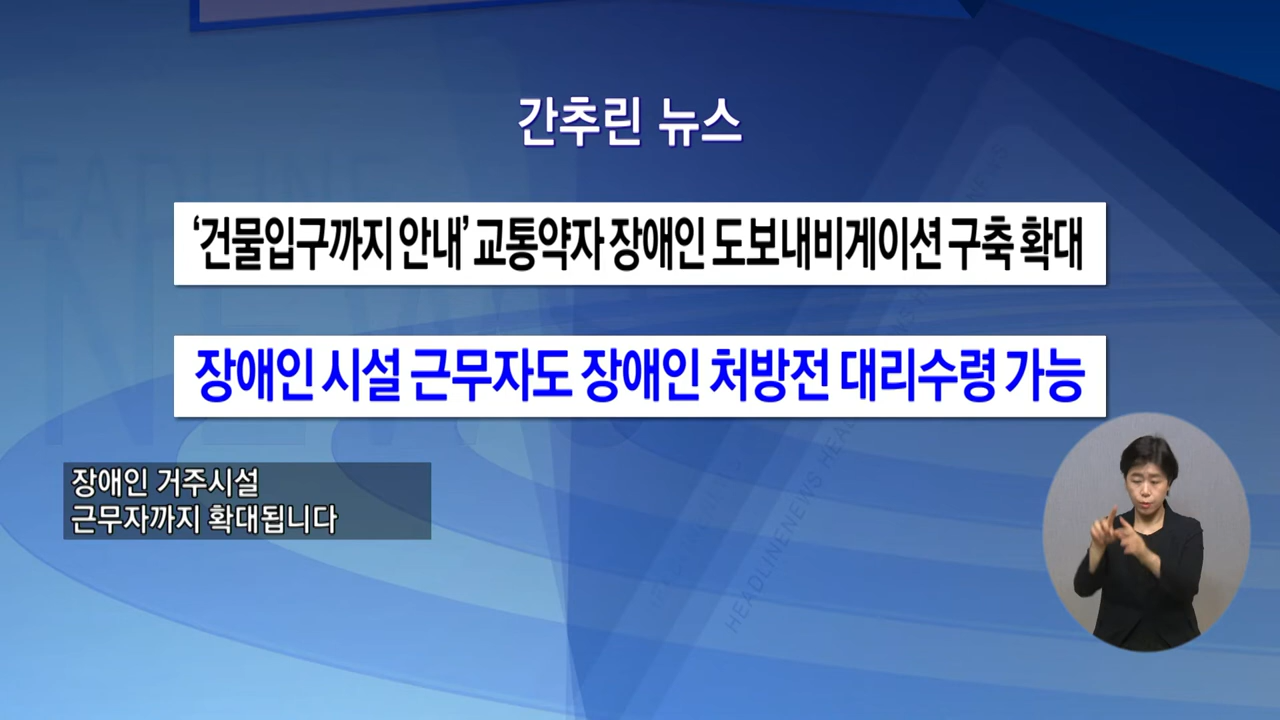 간추린 뉴스
‘건물입구까지 안내’ 교통약자 장애인 도보내비게이션 구축 확대
장애인 시설 근무자도 장애인 처방전 대리수령 가능
장애인 거주시설
근무자까지 확대됩니다
HEADLINENEWS HEADLINENEWS